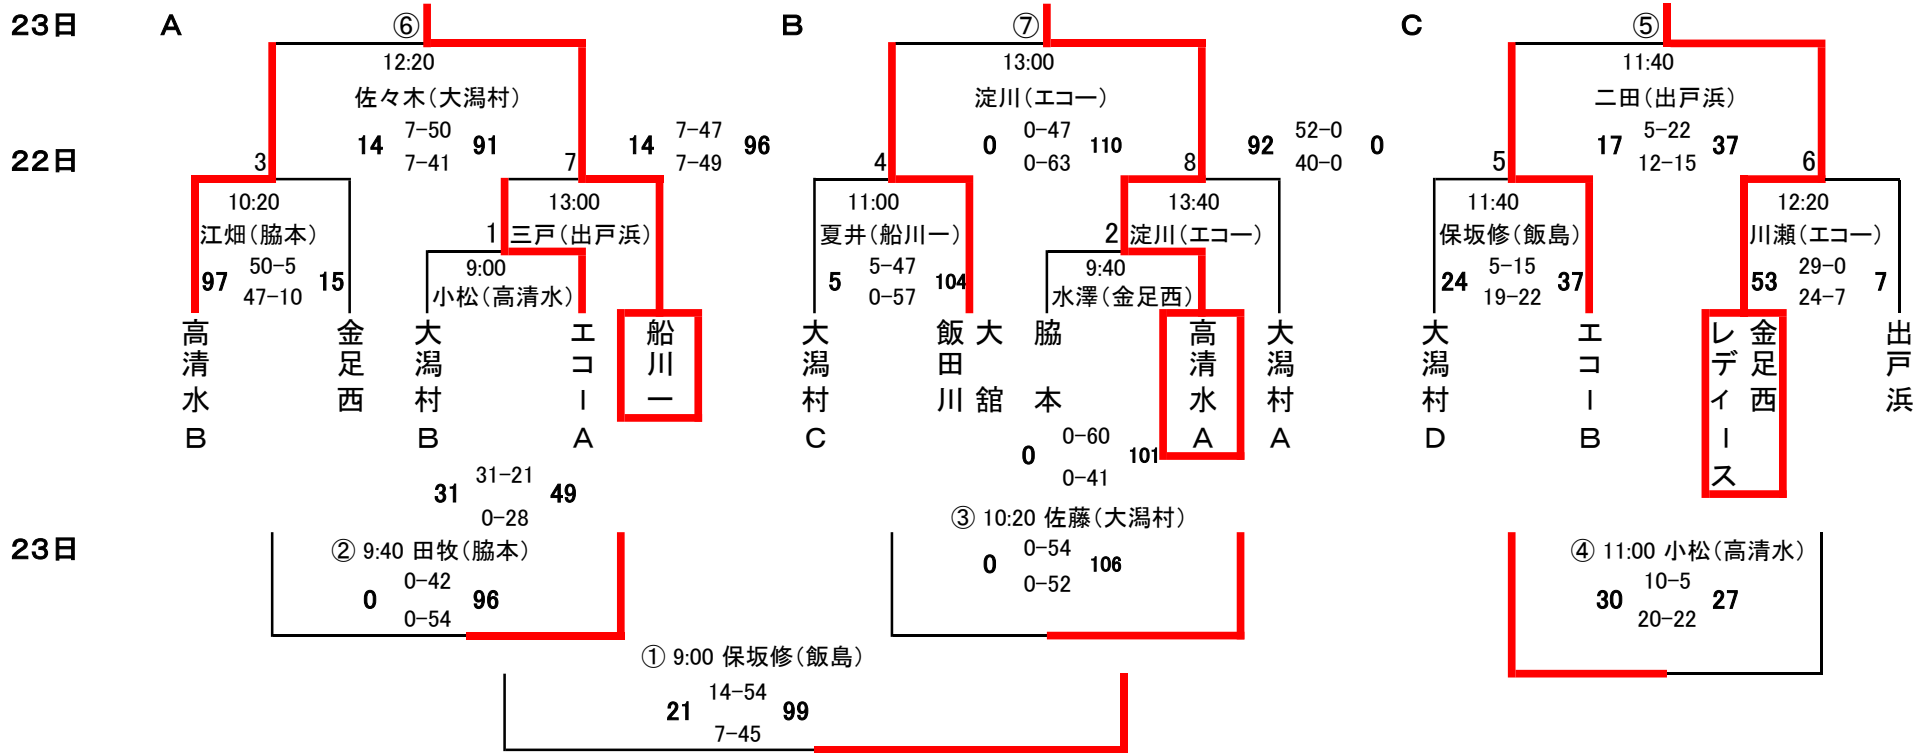 23日 A ⑥ B ⑦ C ⑤
12:20 13:00 11:40
佐々木(大潟村) 淀川(エコー) 二田(出戸浜)
14 7-50 91 14 7-47 96 0 0-47 110 92 52-0 0 17 5-22 37
7-41 7-49 0-63 40-0 12-15
22日 3 7 4 8 5 6
10:20 13:00 11:00 13:40 11:40 12:20
江畑(脇本) 1 三戸(出戸浜) 夏井(船川一) 2 淀川(エコー) 保坂修(飯島) 川瀬(エコー)
97 50-5 15 9:00 5 5-47 104 9:40 24 5-15 37 53 29-0 7
47-10 小松(高清水) 0-57 水澤(金足西) 19-22 24-7
高清水B
金足西
大潟村B
エコーA
船川一
大潟村C
飯田川
大舘
脇本
高清水A
大潟村A
大潟村D
エコーB
金足西
レディース
出戸浜
31 31-21 49
0-28
0 0-60 101
0-41
23日
② 9:40 田牧(脇本)
0 0-42 96
0-54
③ 10:20 佐藤(大潟村)
0 0-54 106
0-52
④ 11:00 小松(高清水)
30 10-5 27
20-22
① 9:00 保坂修(飯島)
21 14-54 99
7-45